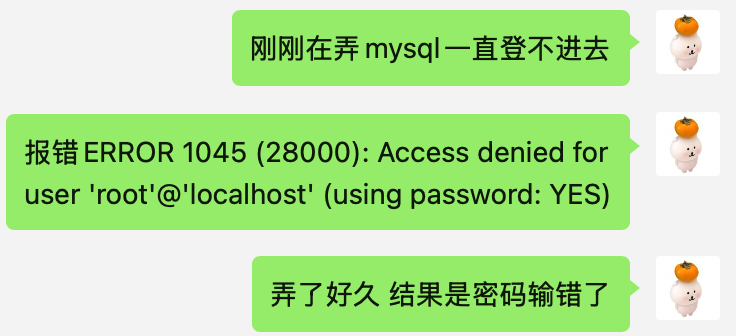 刚刚在弄mysql一直登不进去
报错ERROR 1045 (28000): Access denied for
user 'root'@'localhost' (using password: YES)
弄了好久 结果是密码输错了